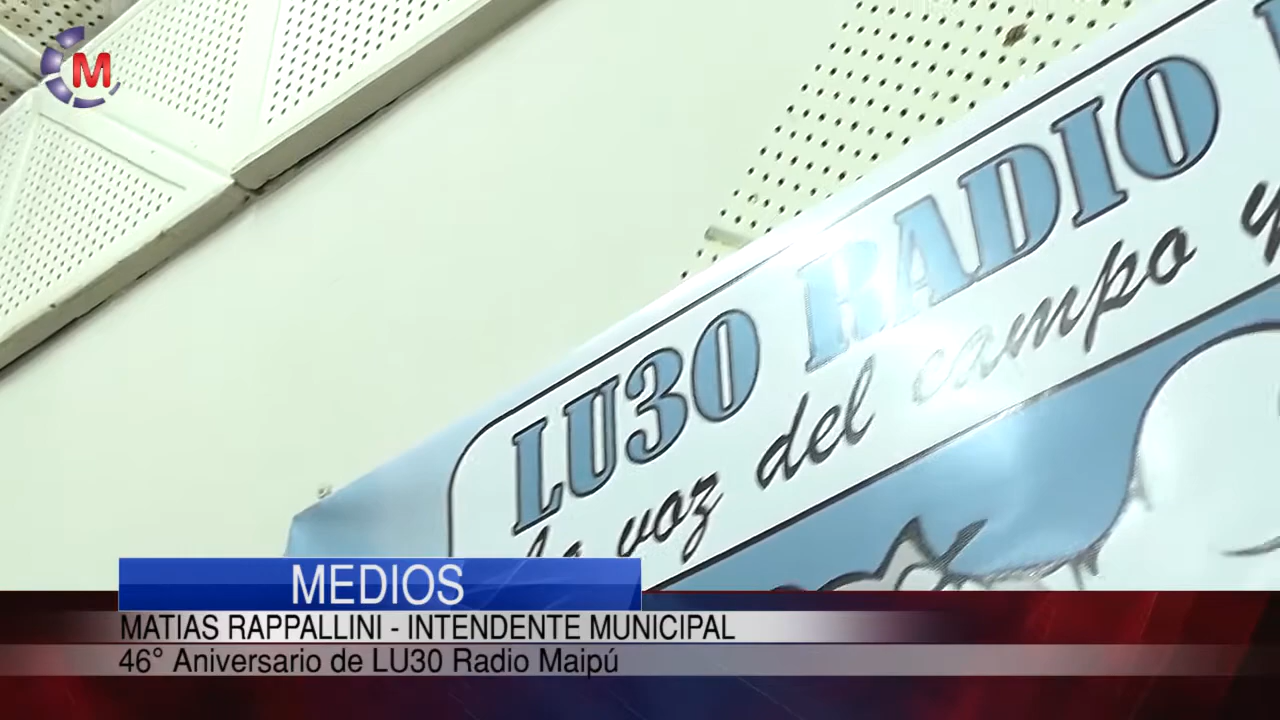 M
LU30 RADIO
la voz del campo y
MEDIOS
MATIAS RAPPALLINI - INTENDENTE MUNICIPAL
46° Aniversario de LU30 Radio Maipú